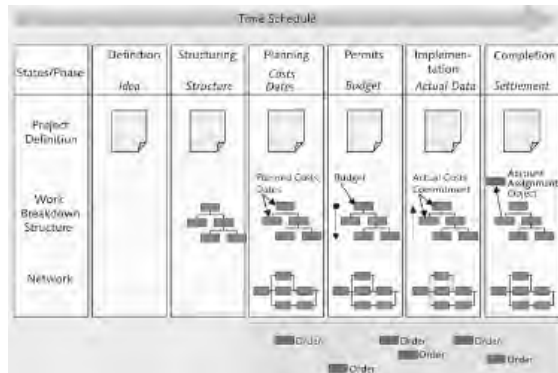 Time Schedule
Status/Phase
Definition
Idea
Structuring
Structure
Planning
Costs
Dates
Permits
Budget
Implemen-
tation
Actual Data
Completion
Settlement
Project
Definition
Work
Breakdown
Structure
Planned Costs,
Dates
Budget
Actual Costs
Commitment
Account
Assignment
Object
Network
Order
Order
Order
Order
Order
Order